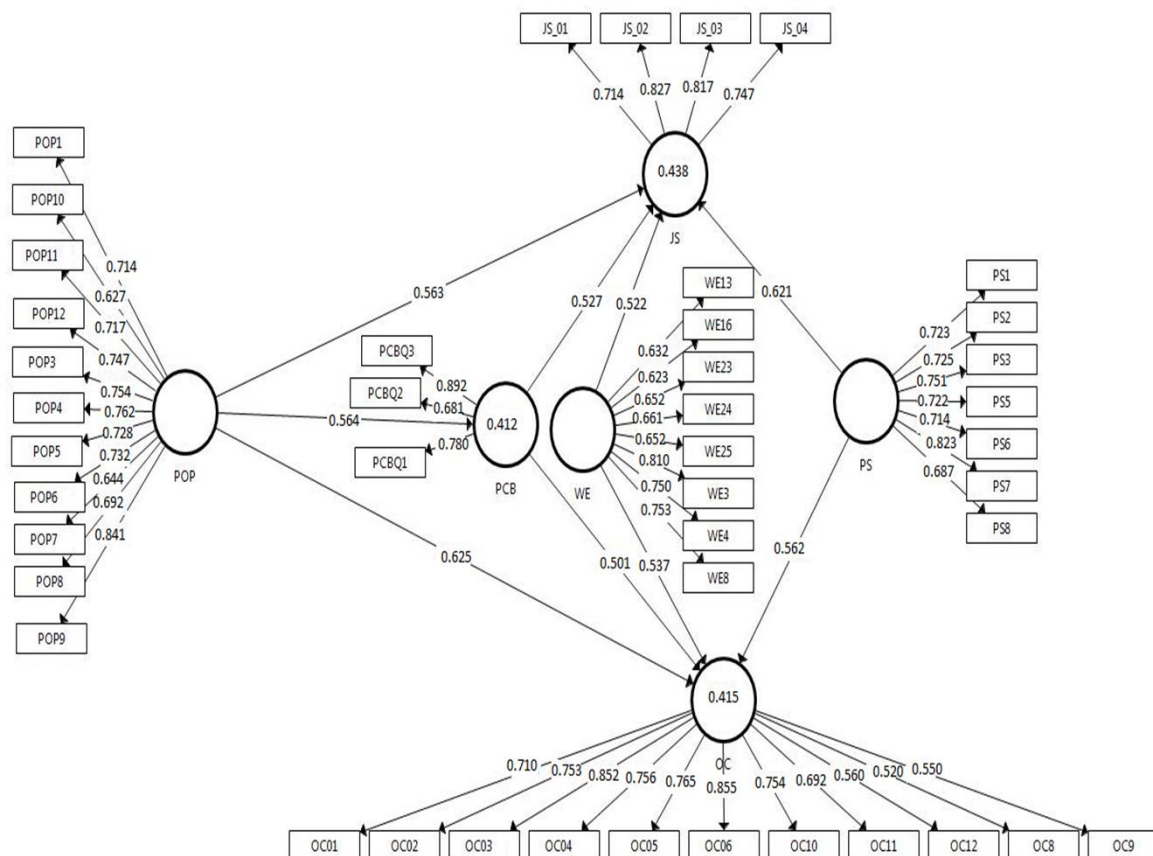 JS_01 JS_02 JS_03 JS_04
0.714 0.827 0.817 0.747
0.438
JS
POP1
POP10
POP11
POP12
POP3
POP4
POP5
POP6
POP7
POP8
POP9
0.714
0.627
0.717
0.747
0.754
0.762
0.728
0.732
0.644
0.692
0.841
POP
0.563
0.564
0.625
PCBQ3
PCBQ2
PCBQ1
0.892
0.681
0.780
0.412
PCB
0.527
0.522
0.501
0.537
WE
WE13
WE16
WE23
WE24
WE25
WE3
WE4
WE8
0.632
0.623
0.652
0.661
0.652
0.810
0.750
0.753
0.621
0.562
PS
0.723
0.725
0.751
0.722
0.714
0.823
0.687
PS1
PS2
PS3
PS5
PS6
PS7
PS8
0.415
OC
0.710 0.753 0.852 0.756 0.765 0.855 0.754 0.692 0.560 0.520 0.550
OC01 OC02 OC03 OC04 OC05 OC06 OC10 OC11 OC12 OC8 OC9